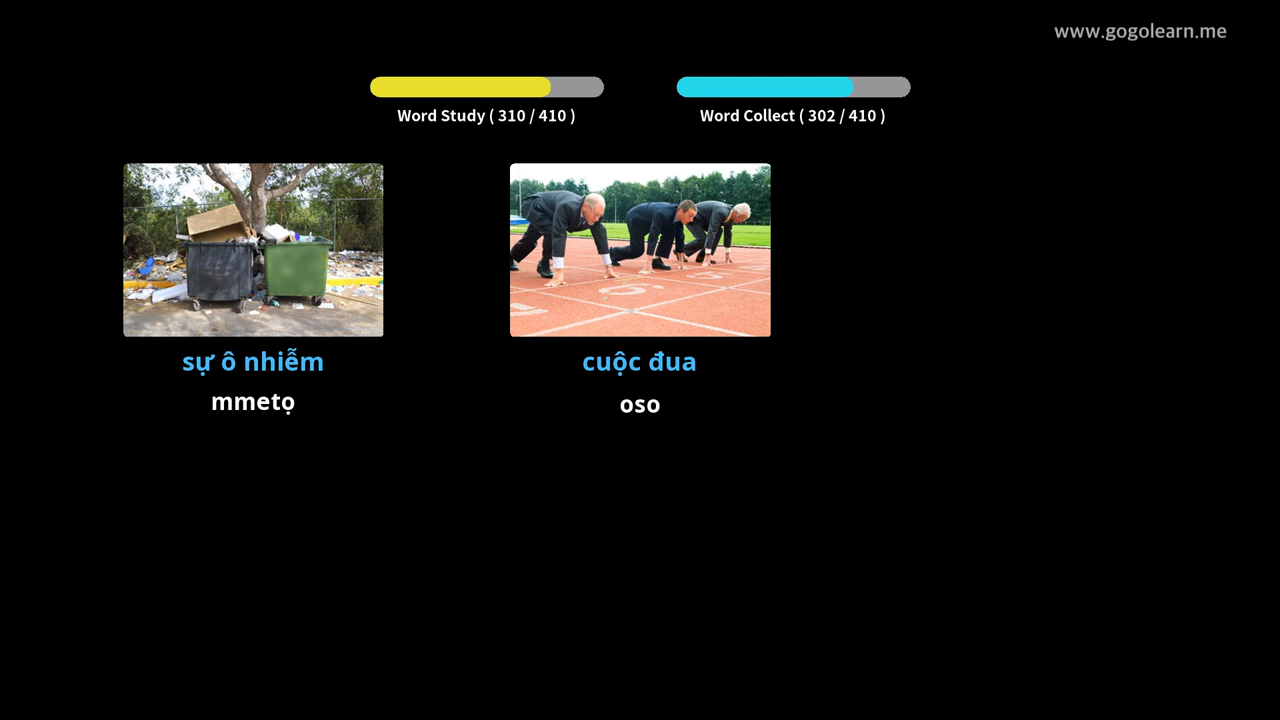 www.gogolearn.me
Word Study ( 310 / 410 )
Word Collect ( 302 / 410 )
sự ô nhiễm
mmetọ
cuộc đua
oso